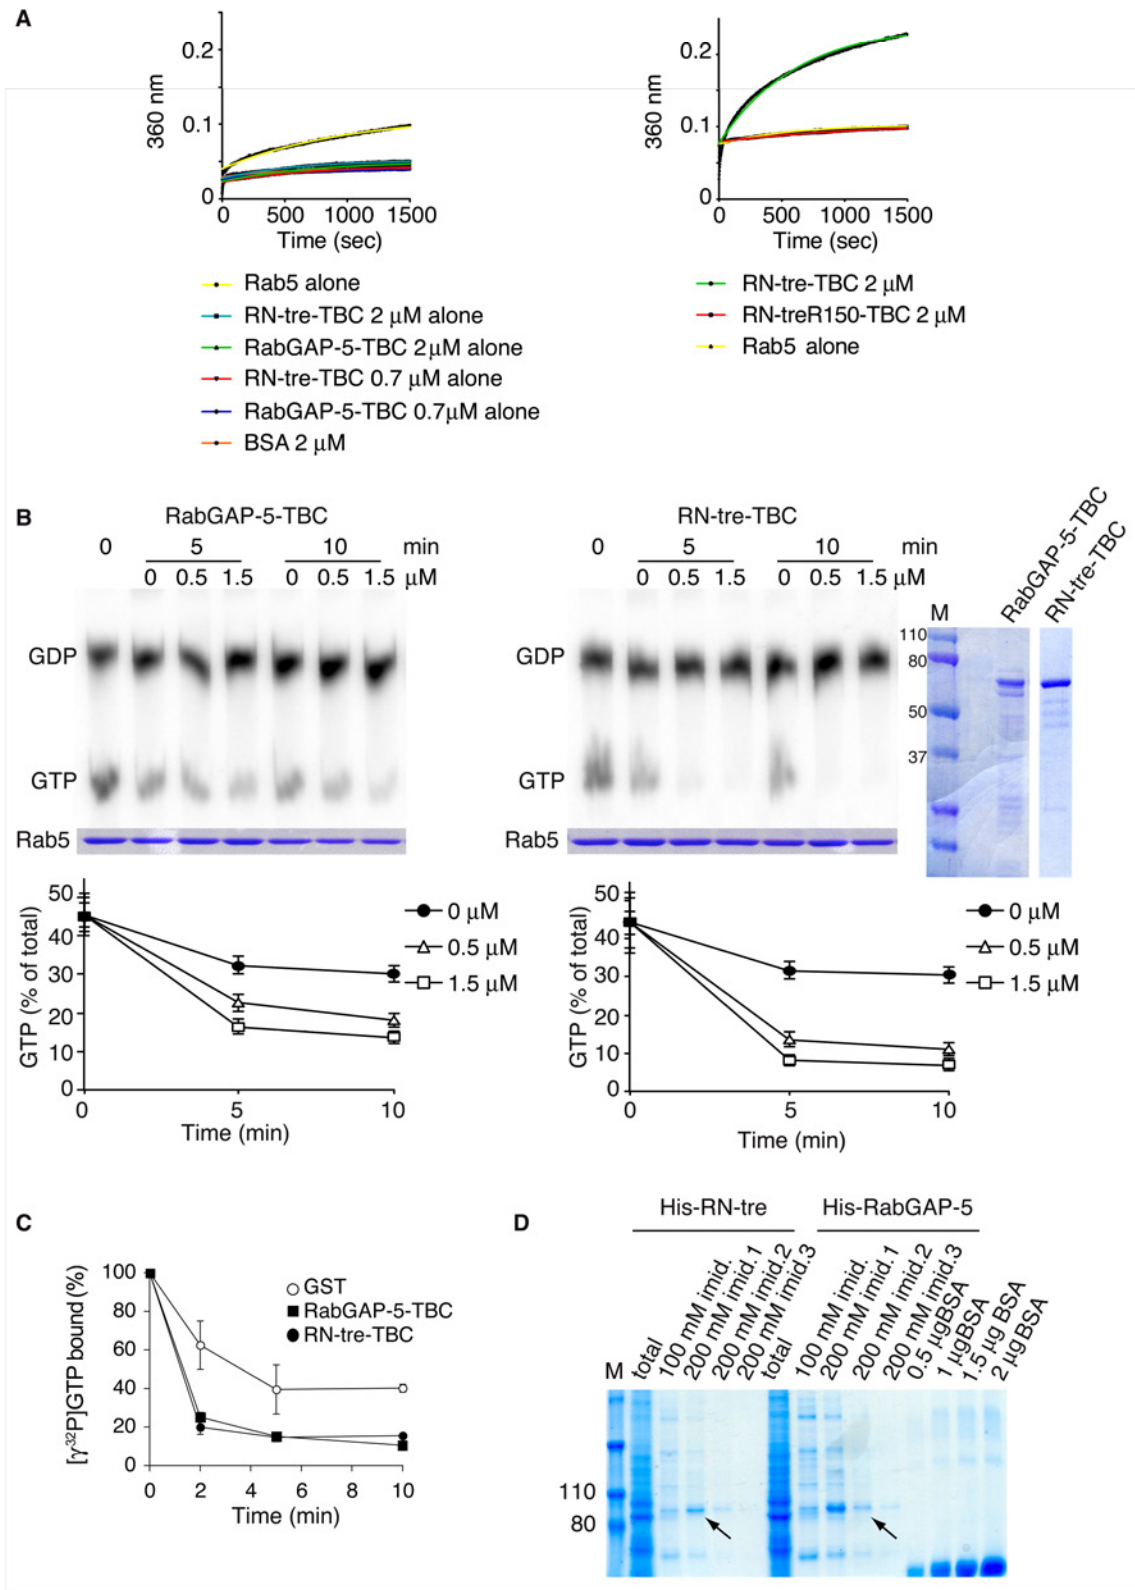 A
0.2
0.1
0
360 nm
0 500 1000 1500
Time (sec)
Rab5 alone
RN-tre-TBC 2 μM alone
RabGAP-5-TBC 2μM alone
RN-tre-TBC 0.7 μM alone
RabGAP-5-TBC 0.7μM alone
BSA 2 μM
0.2
0.1
0
360 nm
0 500 1000 1500
Time (sec)
RN-tre-TBC 2 μM
RN-treR150-TBC 2 μM
Rab5 alone
B
RabGAP-5-TBC
0 5 10 min
0 0.5 1.5 0 0.5 1.5 μM
GDP
GTP
Rab5
RN-tre-TBC
0 5 10 min
0 0.5 1.5 0 0.5 1.5 μM
GDP
GTP
Rab5
M RabGAP-5-TBC RN-tre-TBC
110
80
50
37
GTP (% of total)
50
40
30
20
10
0
0 5 10
Time (min)
0 μM
0.5 μM
1.5 μM
GTP (% of total)
50
40
30
20
10
0
0 5 10
Time (min)
0 μM
0.5 μM
1.5 μM
C
[γ³²P]GTP bound (%)
100
80
60
40
20
0
0 2 4 6 8 10
Time (min)
GST
RabGAP-5-TBC
RN-tre-TBC
D
His-RN-tre His-RabGAP-5
M total 100 mM imid. 200 mM imid.1 200 mM imid.2 200 mM imid.3 total 100 mM imid. 200 mM imid.1 200 mM imid.2 200 mM imid.3 0.5 μgBSA 1 μgBSA 1.5 μg BSA 2 μgBSA
110
80